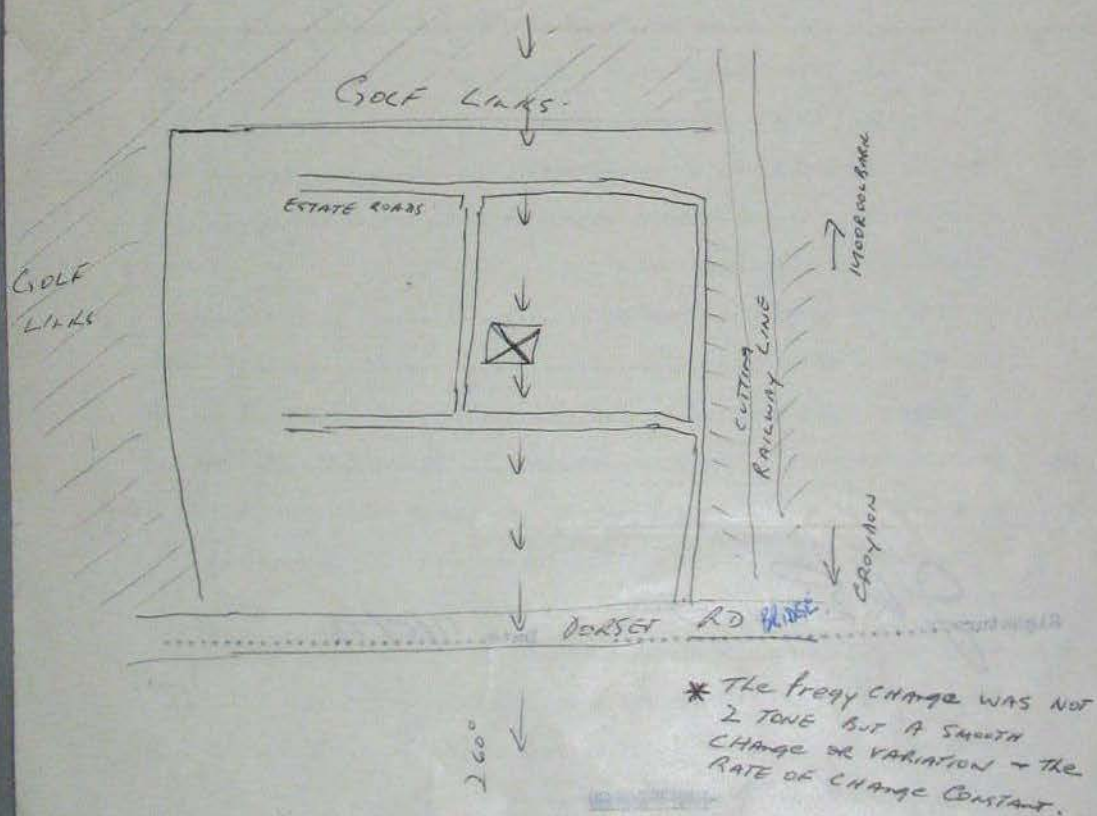 GOLF LINKS.
ESTATE ROADS
GOLF
LINKS
MOOROOLBARK
CUTTING
RAILWAY LINE
CROYDON
DORSET RD BRIDGE.
260°
* The freqy CHANGE WAS NOT
2 TONE BUT A SMOOTH
CHANGE OR VARIATION - The
RATE OF CHANGE CONSTANT.